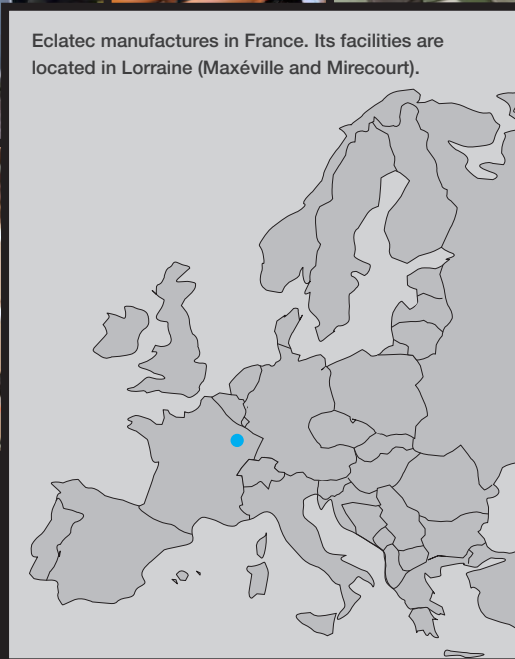 Eclatec manufactures in France. Its facilities are
located in Lorraine (Maxéville and Mirecourt).